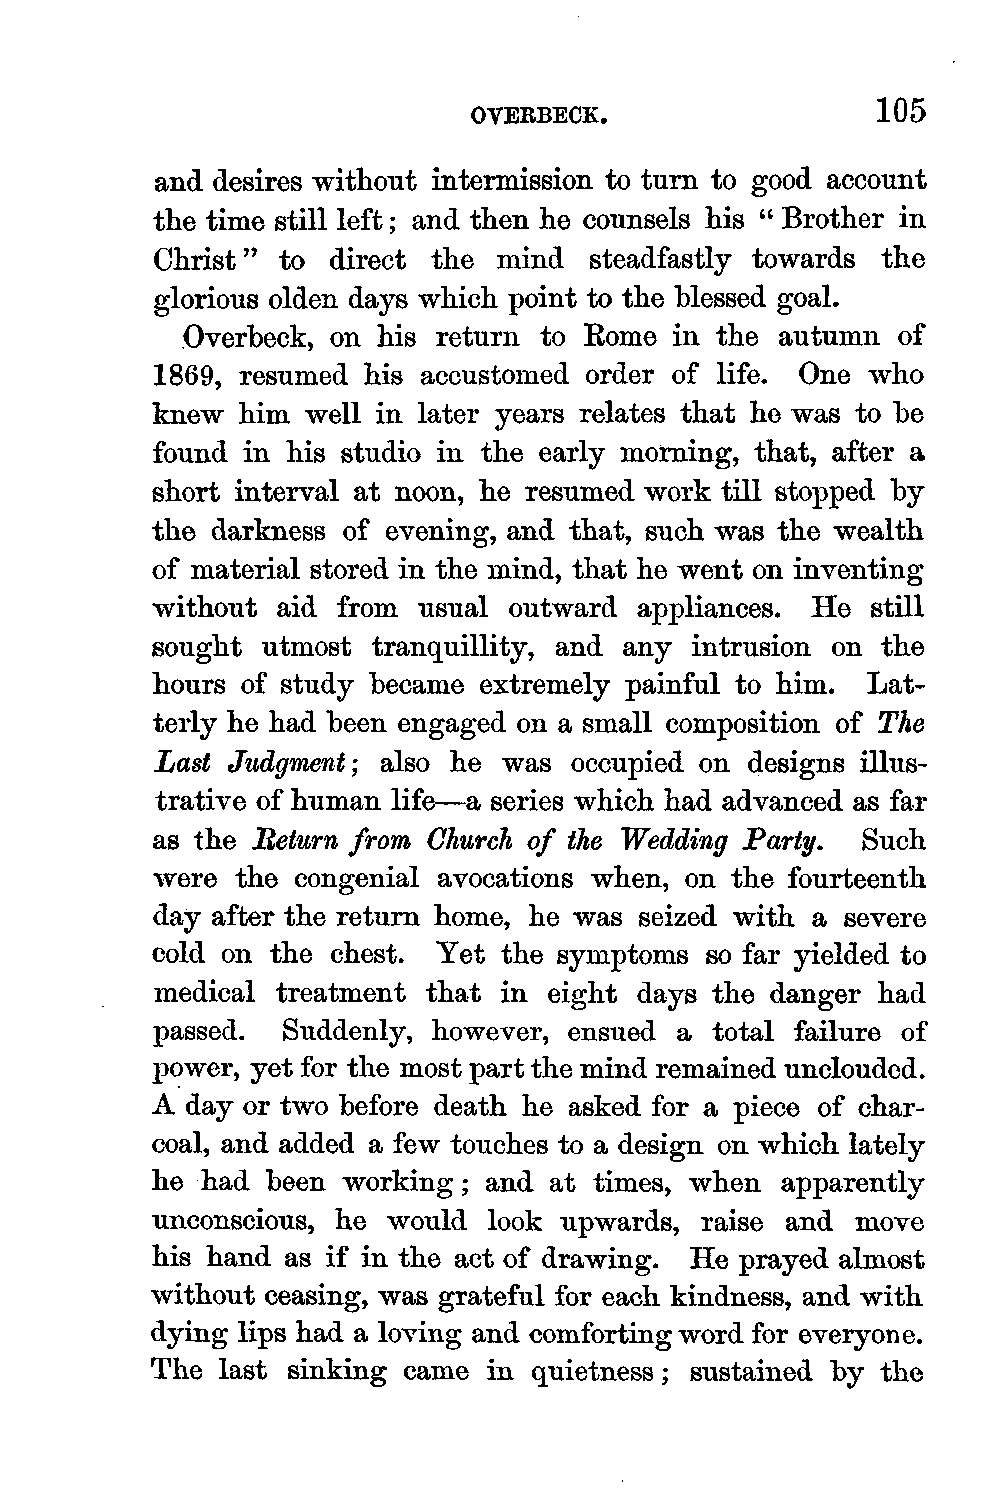 OVERBECK. 105
and desires without intermission to turn to good account
the time still left; and then he counsels his “ Brother in
Christ” to direct the mind steadfastly towards the
glorious olden days which point to the blessed goal.
Overbeck, on his return to Rome in the autumn of
1869, resumed his accustomed order of life. One who
knew him well in later years relates that he was to be
found in his studio in the early morning, that, after a
short interval at noon, he resumed work till stopped by
the darkness of evening, and that, such was the wealth
of material stored in the mind, that he went on inventing
without aid from usual outward appliances. He still
sought utmost tranquillity, and any intrusion on the
hours of study became extremely painful to him. Lat-
terly he had been engaged on a small composition of The
Last Judgment; also he was occupied on designs illus-
trative of human life—a series which had advanced as far
as the Return from Church of the Wedding Party. Such
were the congenial avocations when, on the fourteenth
day after the return home, he was seized with a severe
cold on the chest. Yet the symptoms so far yielded to
medical treatment that in eight days the danger had
passed. Suddenly, however, ensued a total failure of
power, yet for the most part the mind remained unclouded.
A day or two before death he asked for a piece of char-
coal, and added a few touches to a design on which lately
he had been working; and at times, when apparently
unconscious, he would look upwards, raise and move
his hand as if in the act of drawing. He prayed almost
without ceasing, was grateful for each kindness, and with
dying lips had a loving and comforting word for everyone.
The last sinking came in quietness; sustained by the